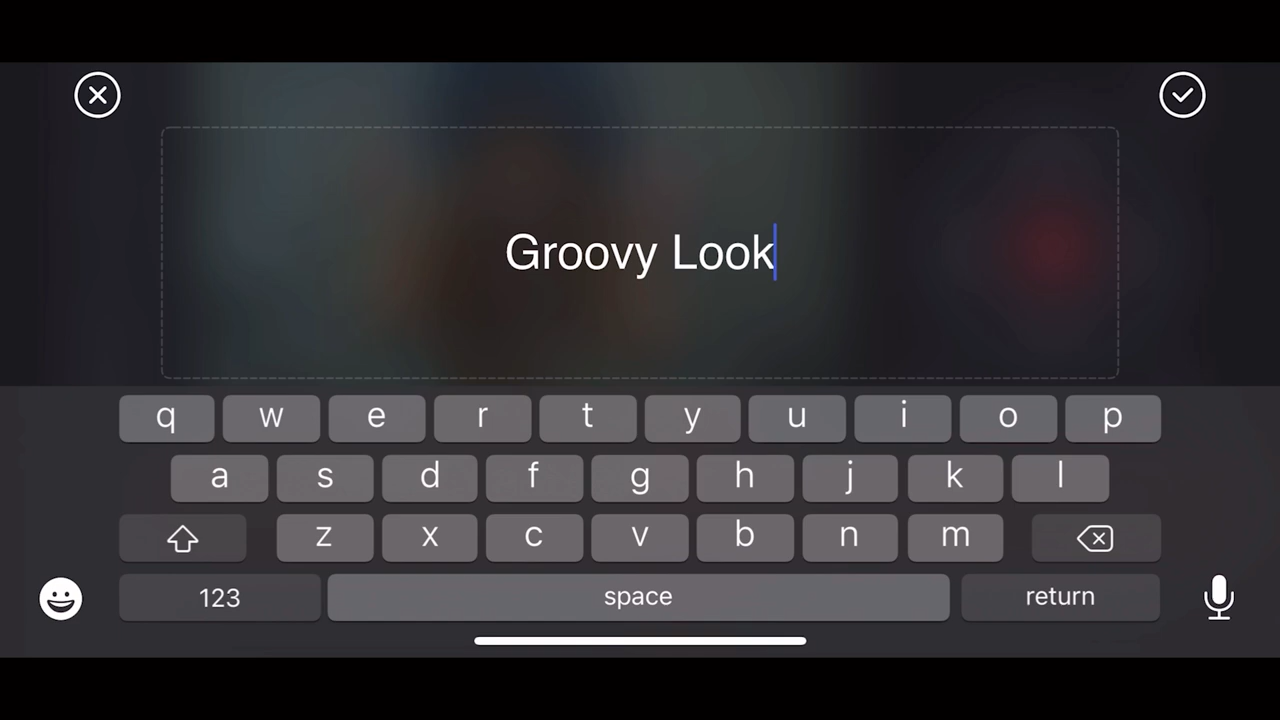 Groovy Look
q w e r t y u i o p
a s d f g h j k l
z x c v b n m
123 space return